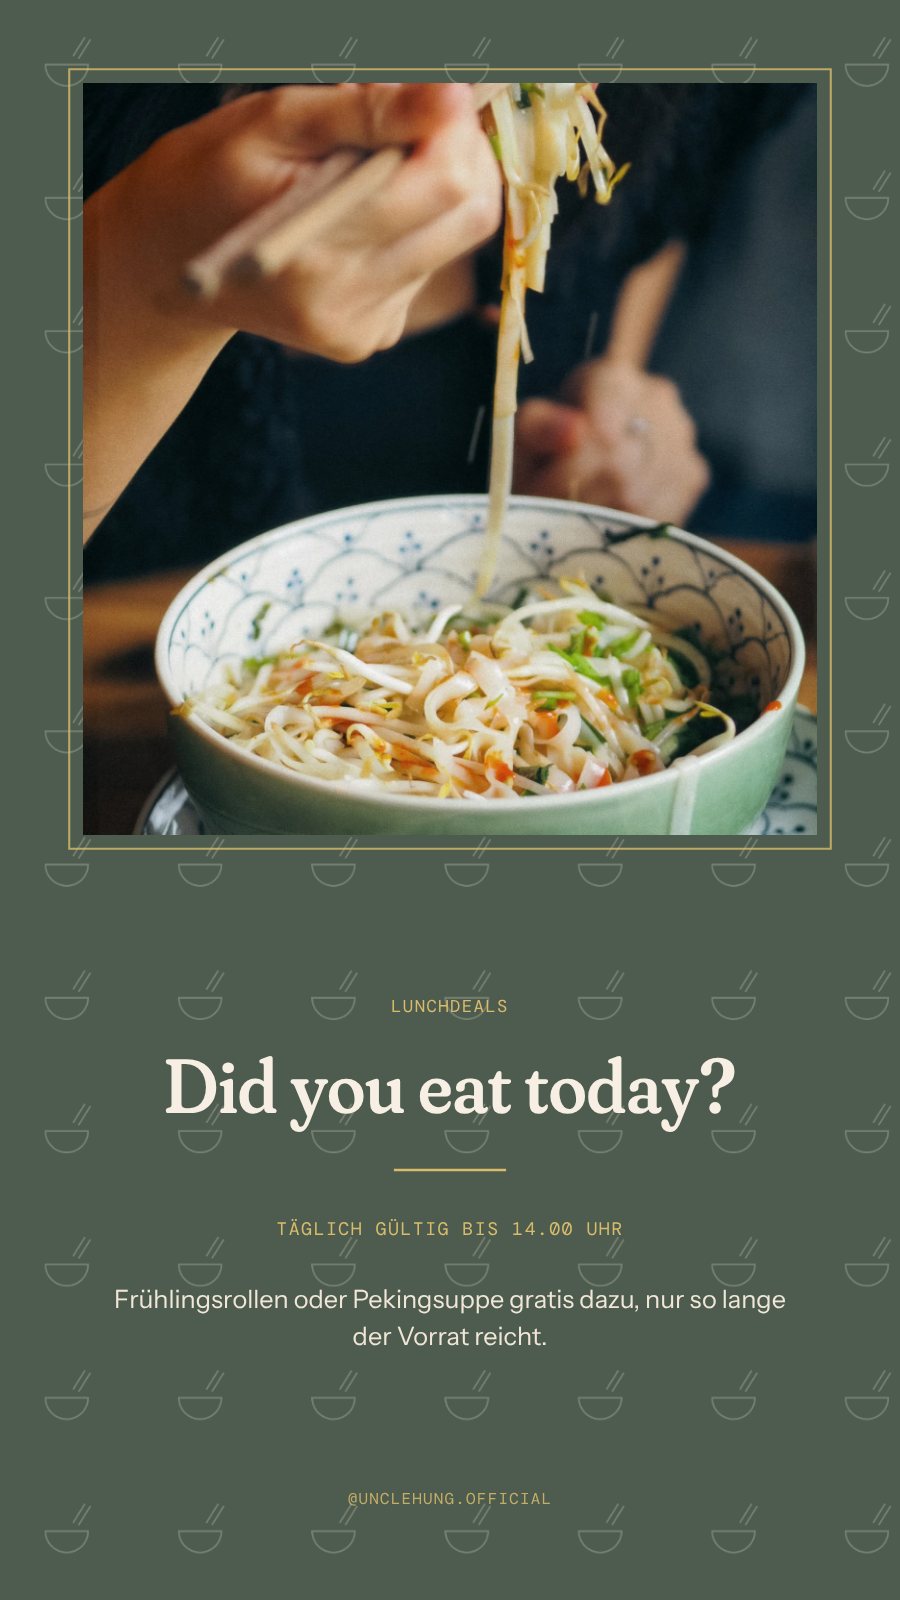 LUNCHDEALS
Did you eat today?
TÄGLICH GÜLTIG BIS 14.00 UHR
Frühlingsrollen oder Pekingsuppe gratis dazu, nur so lange
der Vorrat reicht.
@UNCLEHUNG.OFFICIAL